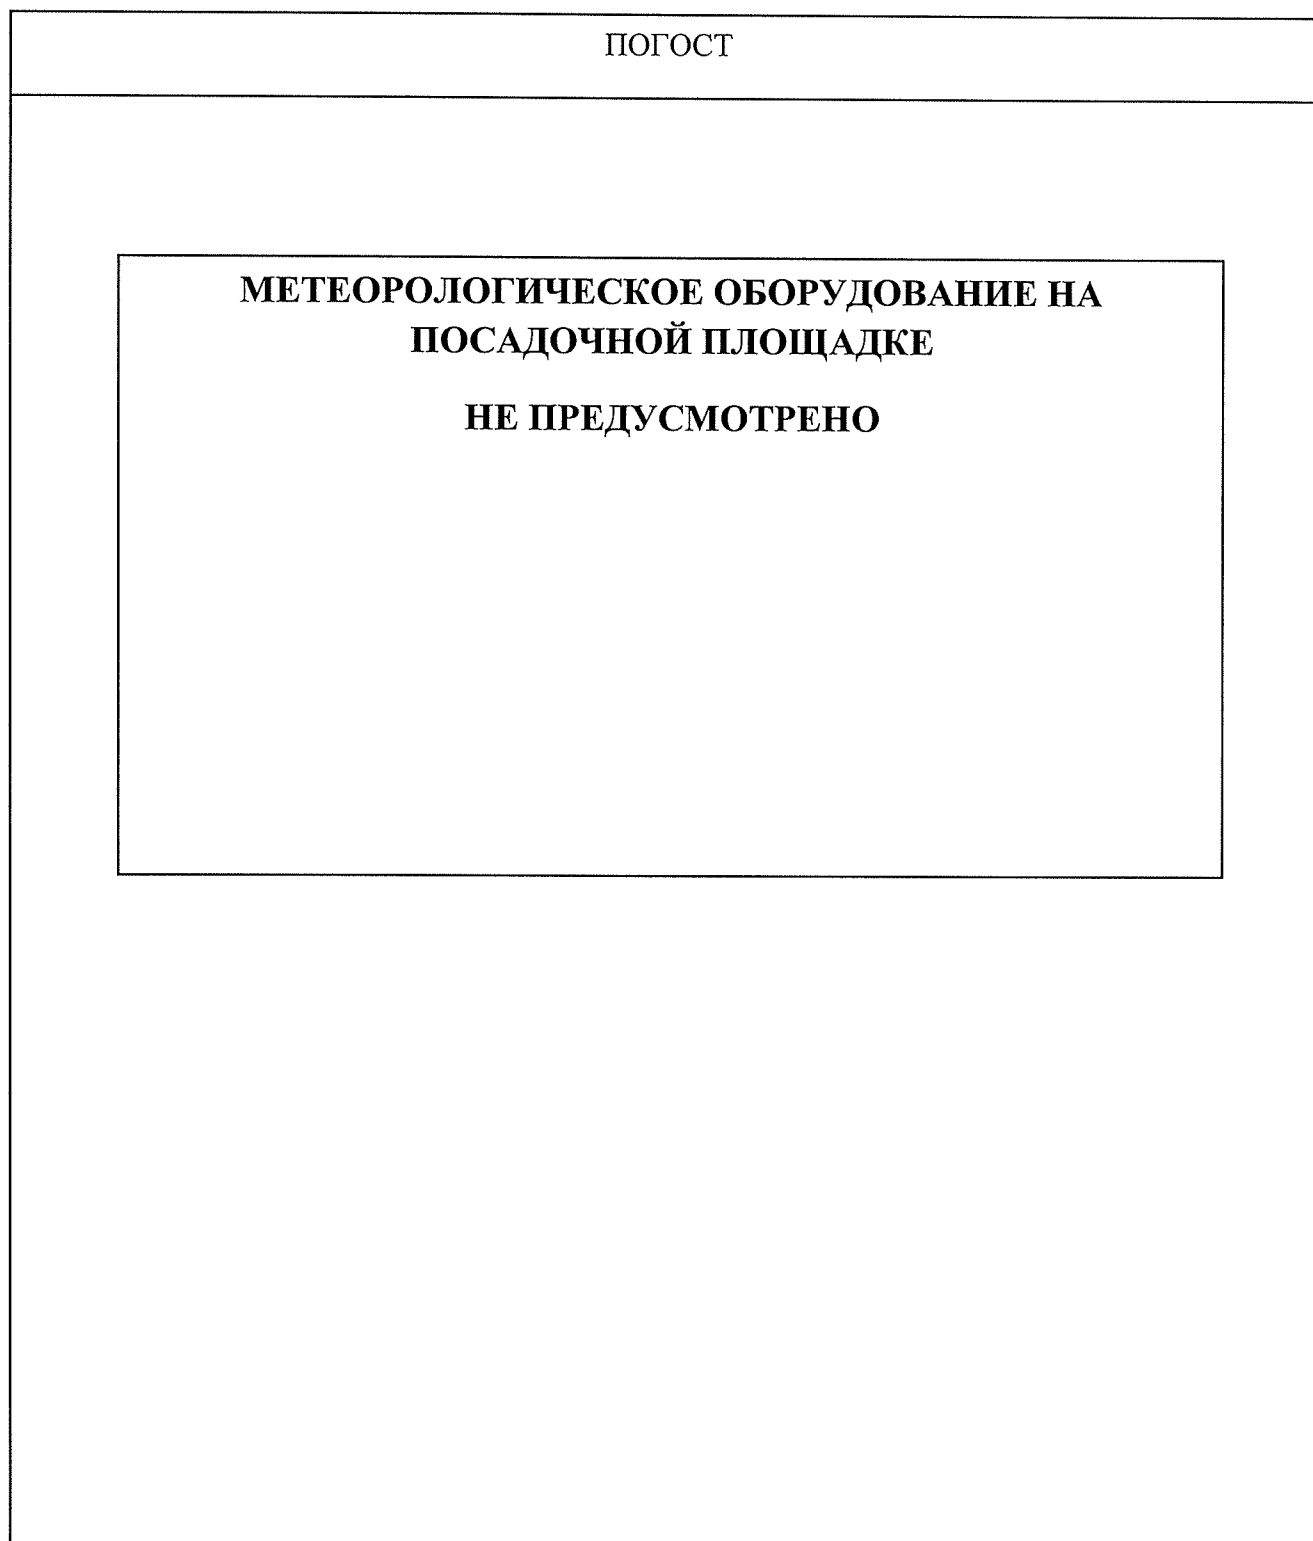 ПОГОСТ
МЕТЕОРОЛОГИЧЕСКОЕ ОБОРУДОВАНИЕ НА
ПОСАДОЧНОЙ ПЛОЩАДКЕ
НЕ ПРЕДУСМОТРЕНО